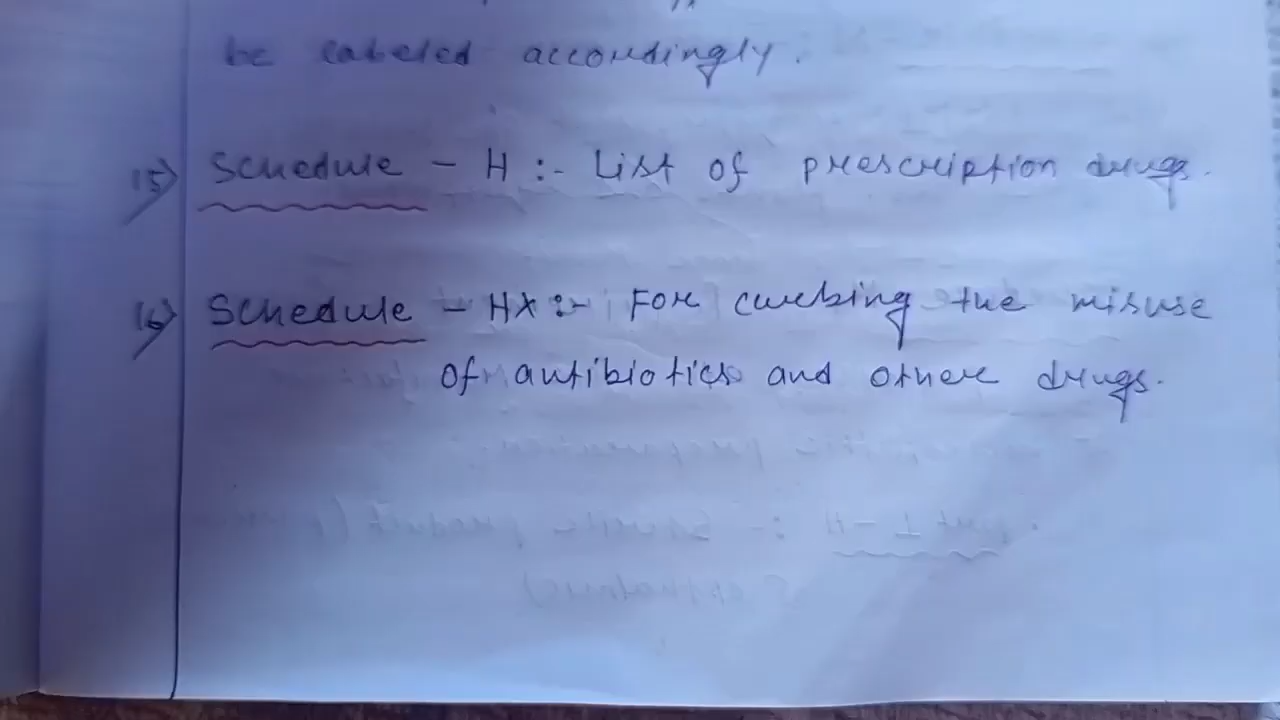 be labeled accordingly.
15) Schedule - H :- List of prescription drugs.
16) Schedule - HX :- For curbing the misuse
of antibiotics and other drugs.